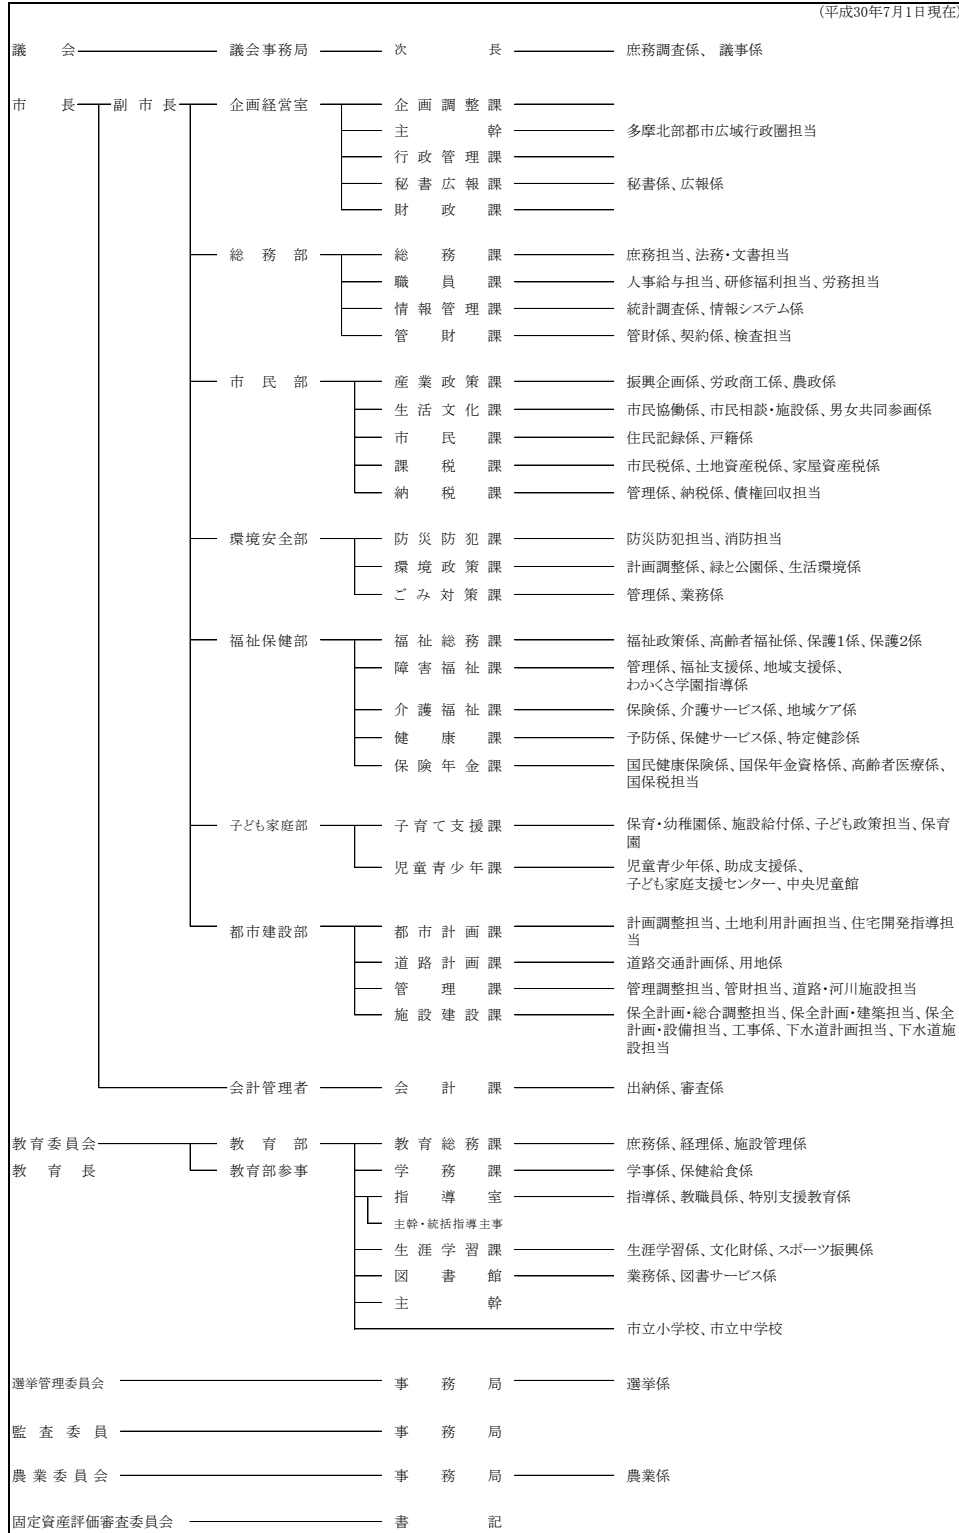 (平成30年7月1日現在)
議会 議会事務局 次長 庶務調査係、 議事係
市長 副市長 企画経営室 企画調整課
主幹 多摩北部都市広域行政圏担当
行政管理課
秘書広報課 秘書係、広報係
財政課
総務部 総務課 庶務担当、法務・文書担当
職員課 人事給与担当、研修福利担当、労務担当
情報管理課 統計調査係、情報システム係
管財課 管財係、契約係、検査担当
市民部 産業政策課 振興企画係、労政商工係、農政係
生活文化課 市民協働係、市民相談・施設係、男女共同参画係
市民課 住民記録係、戸籍係
課税課 市民税係、土地資産税係、家屋資産税係
納税課 管理係、納税係、債権回収担当
環境安全部 防災防犯課 防災防犯担当、消防担当
環境政策課 計画調整係、緑と公園係、生活環境係
ごみ対策課 管理係、業務係
福祉保健部 福祉総務課 福祉政策係、高齢者福祉係、保護1係、保護2係
障害福祉課 管理係、福祉支援係、地域支援係、
わかくさ学園指導係
介護福祉課 保険係、介護サービス係、地域ケア係
健康課 予防係、保健サービス係、特定健診係
保険年金課 国民健康保険係、国保年金資格係、高齢者医療係、
国保税担当
子ども家庭部 子育て支援課 保育・幼稚園係、施設給付係、子ども政策担当、保育
園
児童青少年課 児童青少年係、助成支援係、
子ども家庭支援センター、中央児童館
都市建設部 都市計画課 計画調整担当、土地利用計画担当、住宅開発指導担
当
道路計画課 道路交通計画係、用地係
管理課 管理調整担当、管財担当、道路・河川施設担当
施設建設課 保全計画・総合調整担当、保全計画・建築担当、保全
計画・設備担当、工事係、下水道計画担当、下水道施
設担当
会計管理者 会計課 出納係、審査係
教育委員会 教育部 教育総務課 庶務係、経理係、施設管理係
教育長 教育部参事 学務課 学事係、保健給食係
指導室 指導係、教職員係、特別支援教育係
主幹・統括指導主事
生涯学習課 生涯学習係、文化財係、スポーツ振興係
図書館 業務係、図書サービス係
主幹
市立小学校、市立中学校
選挙管理委員会 事務局 選挙係
監査委員 事務局
農業委員会 事務局 農業係
固定資産評価審査委員会 書記